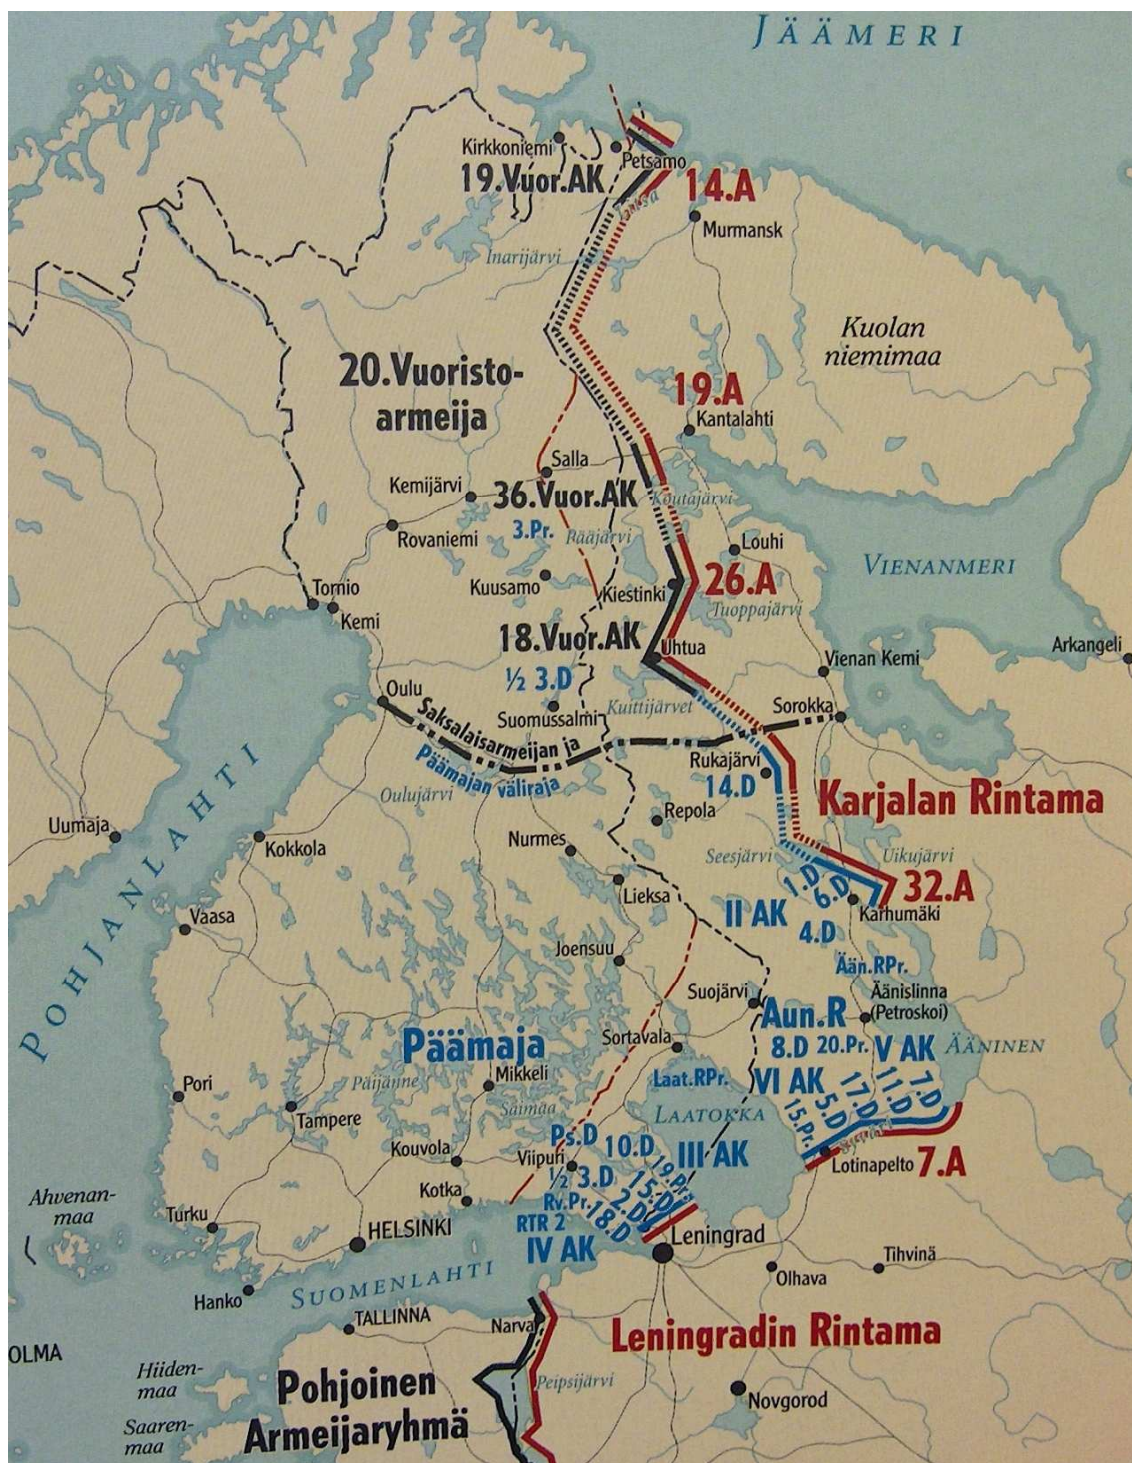 JÄÄMERI
Kirkkoniemi
Petsamo
19.Vuor.AK
14.A
Murmansk
Inarijärvi
Kuolan
niemimaa
20.Vuoristo-
armeija
19.A
Kantalahti
Salla
Kemijärvi
36.Vuor.AK
Koutajärvi
3.Pr.
Pääjärvi
Rovaniemi
Louhi
VIENANMERI
Kuusamo
Kiestinki
26.A
Tuoppajärvi
Tornio
Kemi
18.Vuor.AK
Uhtua
Vienan Kemi
Arkangeli
½ 3.D
Oulu
Suomussalmi
Kuittijärvet
Sorokka
Saksalaisarmeijan ja
Päämajan väliraja
Rukajärvi
14.D
Oulujärvi
Karjalan Rintama
Repola
Uumaja
POHJANLAHTI
Kokkola
Nurmes
Seesjärvi
Uikujärvi
Lieksa
1.D
6.D
32.A
II AK
Karhumäki
4.D
Vaasa
Joensuu
Ään.RPr.
Suojärvi
Äänislinna
(Petroskoi)
Aun.R
Sortavala
8.D
20.Pr.
V AK
ÄÄNINEN
Päämaja
Mikkeli
Laat.RPr.
VI AK
Pori
Päijänne
Saimaa
LAATOKKA
15.Pr.
5.D
17.D
11.D
7.D
Tampere
Ps.D
10.D
III AK
Kouvola
Viipuri
Lotinapelto
7.A
½ 3.D
19.Pr.
15.D
2.D
18.D
Kotka
Rv.Pr.
RTR 2
IV AK
Ahvenan-
maa
Turku
HELSINKI
Leningrad
Tihvinä
Olhava
Hanko
SUOMENLAHTI
TALLINNA
Narva
Leningradin Rintama
OLMA
Hiiden-
maa
Pohjoinen
Armeijaryhmä
Peipsijärvi
Novgorod
Saaren-
maa